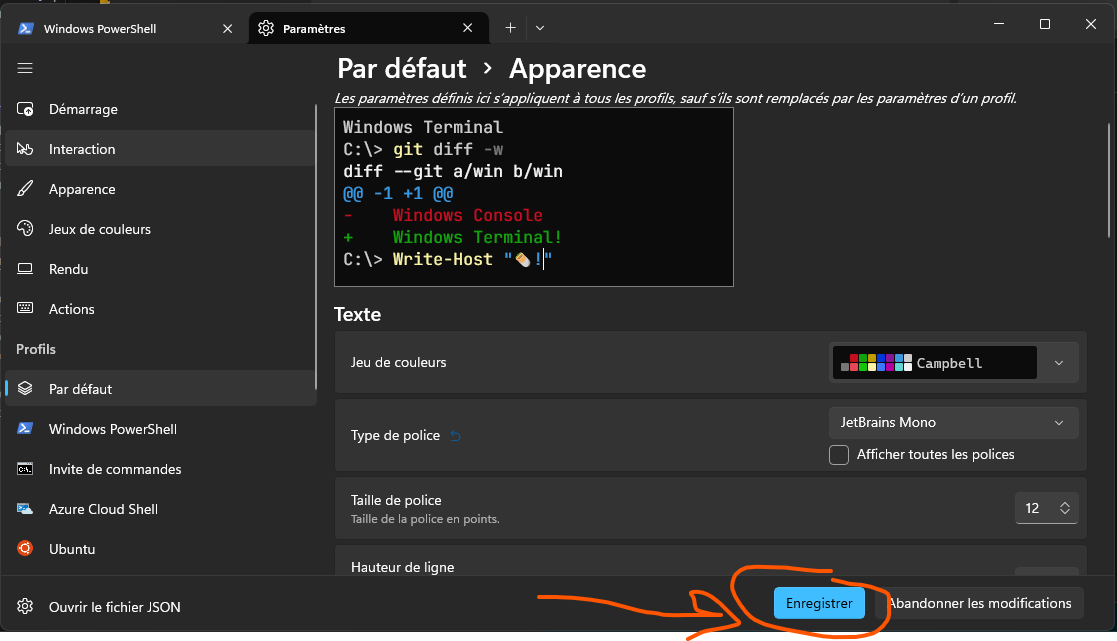 Windows PowerShell
Paramètres
Par défaut > Apparence
Les paramètres définis ici s'appliquent à tous les profils, sauf s'ils sont remplacés par les paramètres d'un profil.
Démarrage
Interaction
Apparence
Jeux de couleurs
Rendu
Actions
Profils
Par défaut
Windows PowerShell
Invite de commandes
Azure Cloud Shell
Ubuntu
Ouvrir le fichier JSON
Windows Terminal
C:\> git diff -w
diff --git a/win b/win
@@ -1 +1 @@
-    Windows Console
+    Windows Terminal!
C:\> Write-Host "🌯!"
Texte
Jeu de couleurs
Campbell
Type de police
JetBrains Mono
Afficher toutes les polices
Taille de police
Taille de la police en points.
12
Hauteur de ligne
Enregistrer
Abandonner les modifications